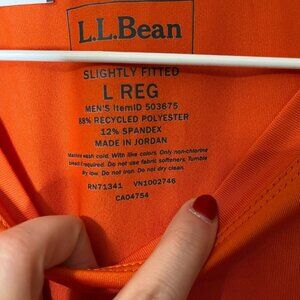 L.L.Bean
SLIGHTLY FITTED
L REG
MEN'S ItemID 503675
88% RECYCLED POLYESTER
12% SPANDEX
MADE IN JORDAN
Machine wash cold. With like colors. Only non-chlorine
bleach if required. Do not use fabric softeners. Tumble
dry low. Do not iron. Do not dry clean.
RN71341 VN1002746
CA04754